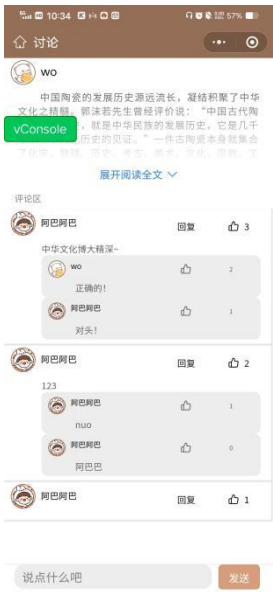 10:34
57%
讨论
wo
中国陶瓷的发展历史源远流长，凝结积聚了中华
文化之精髓。郭沫若先生曾经评价说：“中国古代陶
，就是中华民族的发展历史，它是几千
历史的见证。”一件古陶瓷本身就集合
vConsole
展开阅读全文
评论区
阿巴阿巴
回复
3
中华文化博大精深~
wo
2
正确的！
阿巴阿巴
1
对头！
阿巴阿巴
回复
2
123
阿巴阿巴
1
nuo
阿巴阿巴
0
阿巴巴
阿巴阿巴
回复
1
说点什么吧
发送